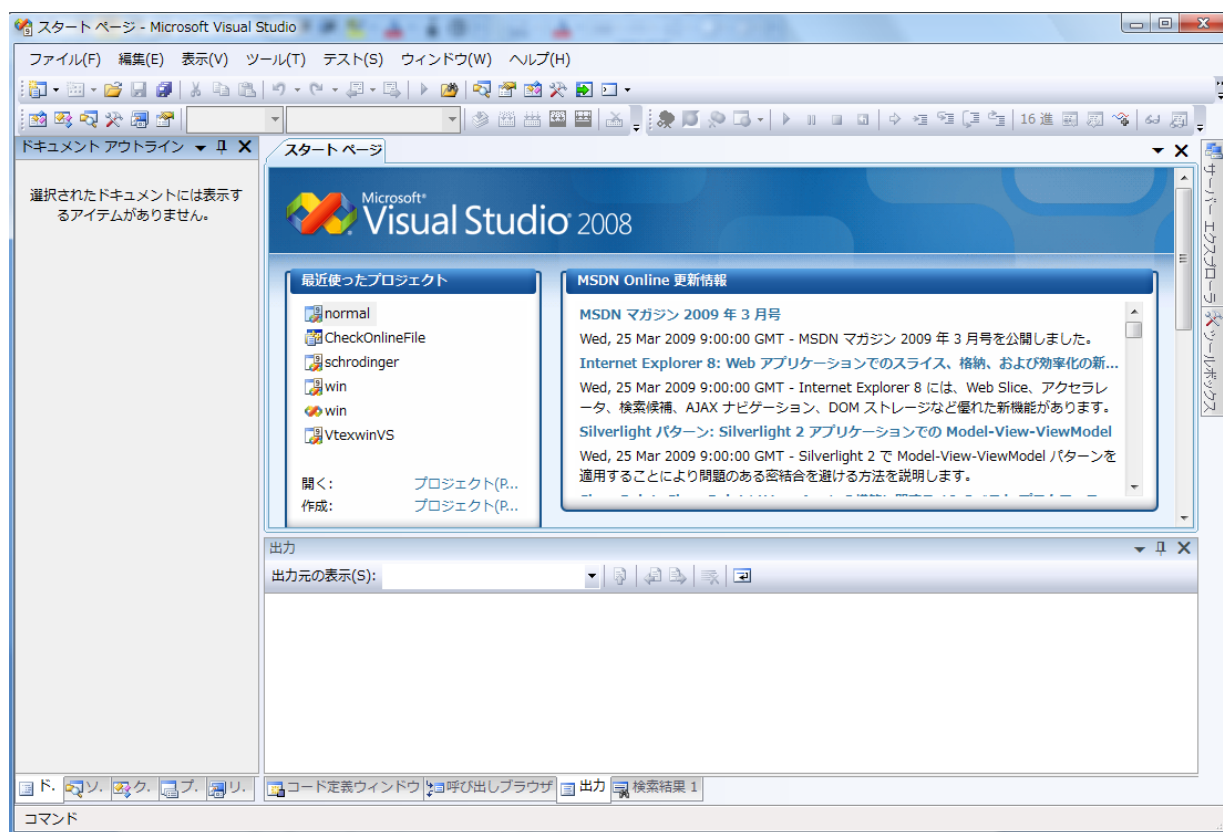 スタート ページ - Microsoft Visual Studio
ファイル(F) 編集(E) 表示(V) ツール(T) テスト(S) ウィンドウ(W) ヘルプ(H)
16 進
ドキュメント アウトライン
選択されたドキュメントには表示す
るアイテムがありません。
スタート ページ
Microsoft®
Visual Studio® 2008
最近使ったプロジェクト
normal
CheckOnlineFile
schrodinger
win
win
VtexwinVS
開く: プロジェクト(P...
作成: プロジェクト(P...
MSDN Online 更新情報
MSDN マガジン 2009 年 3 月号
Wed, 25 Mar 2009 9:00:00 GMT - MSDN マガジン 2009 年 3 月号を公開しました。
Internet Explorer 8: Web アプリケーションでのスライス、格納、および効率化の新...
Wed, 25 Mar 2009 9:00:00 GMT - Internet Explorer 8 には、Web Slice、アクセラレ
ータ、検索候補、AJAX ナビゲーション、DOM ストレージなど優れた新機能があります。
Silverlight パターン: Silverlight 2 アプリケーションでの Model-View-ViewModel
Wed, 25 Mar 2009 9:00:00 GMT - Silverlight 2 で Model-View-ViewModel パターンを
適用することにより問題のある密結合を避ける方法を説明します。
サーバー エクスプローラ
ツールボックス
出力
出力元の表示(S):
ド. ソ. ク. プ. リ.
コード定義ウィンドウ 呼び出しブラウザ 出力 検索結果 1
コマンド